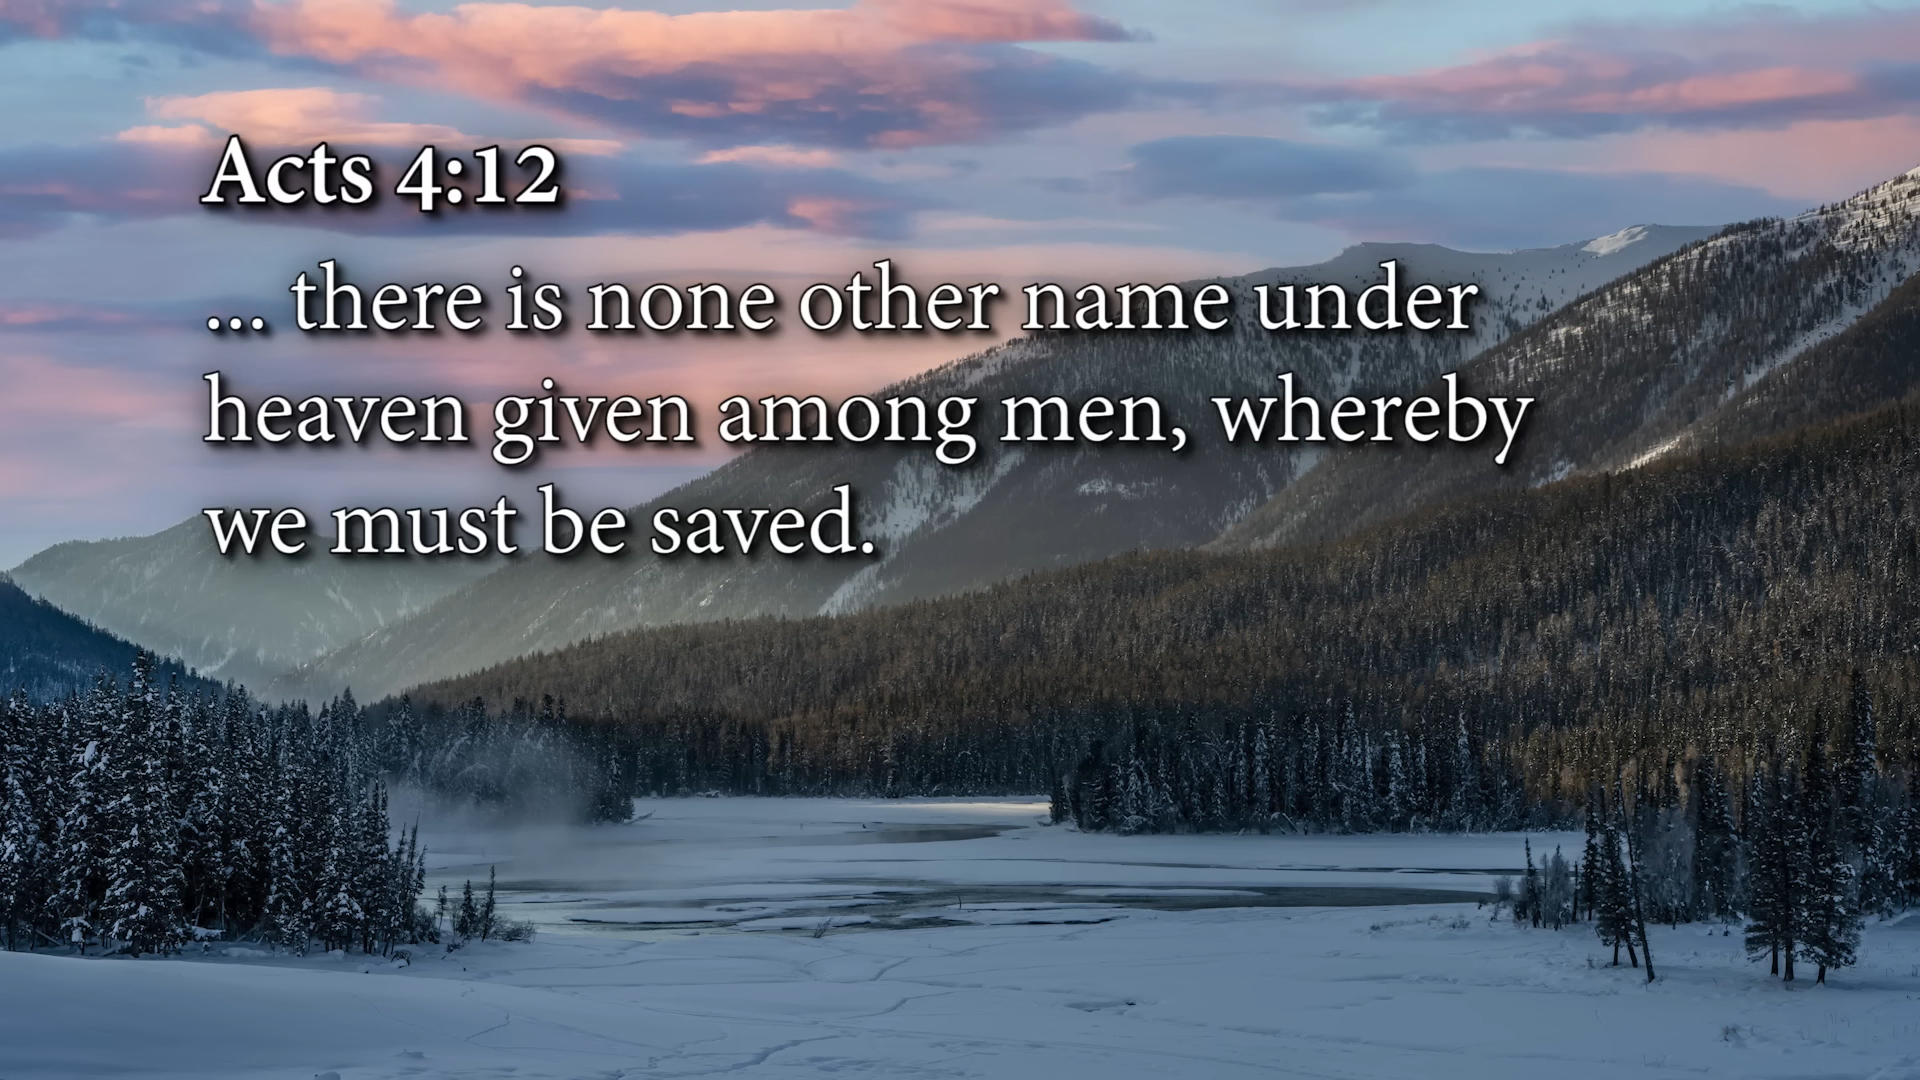 Acts 4:12
... there is none other name under
heaven given among men, whereby
we must be saved.